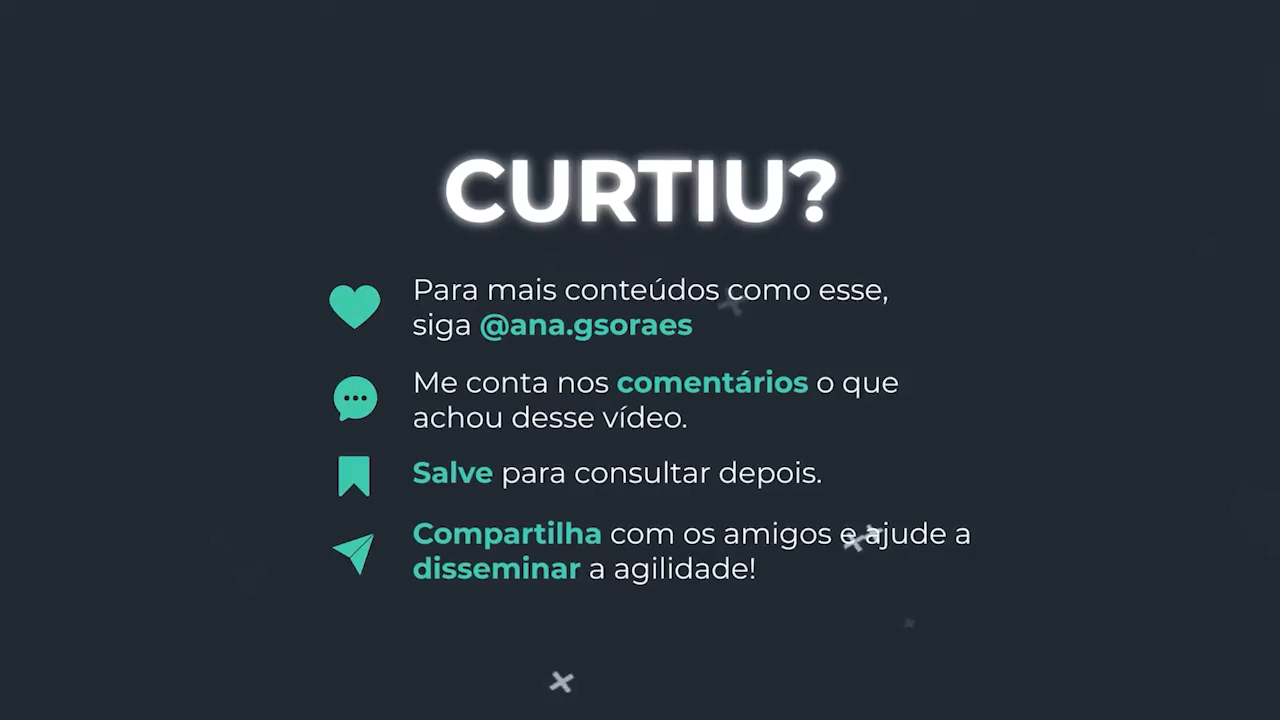 CURTIU?
Para mais conteúdos como esse,
siga @ana.gsoraes
Me conta nos comentários o que
achou desse vídeo.
Salve para consultar depois.
Compartilha com os amigos e ajude a
disseminar a agilidade!